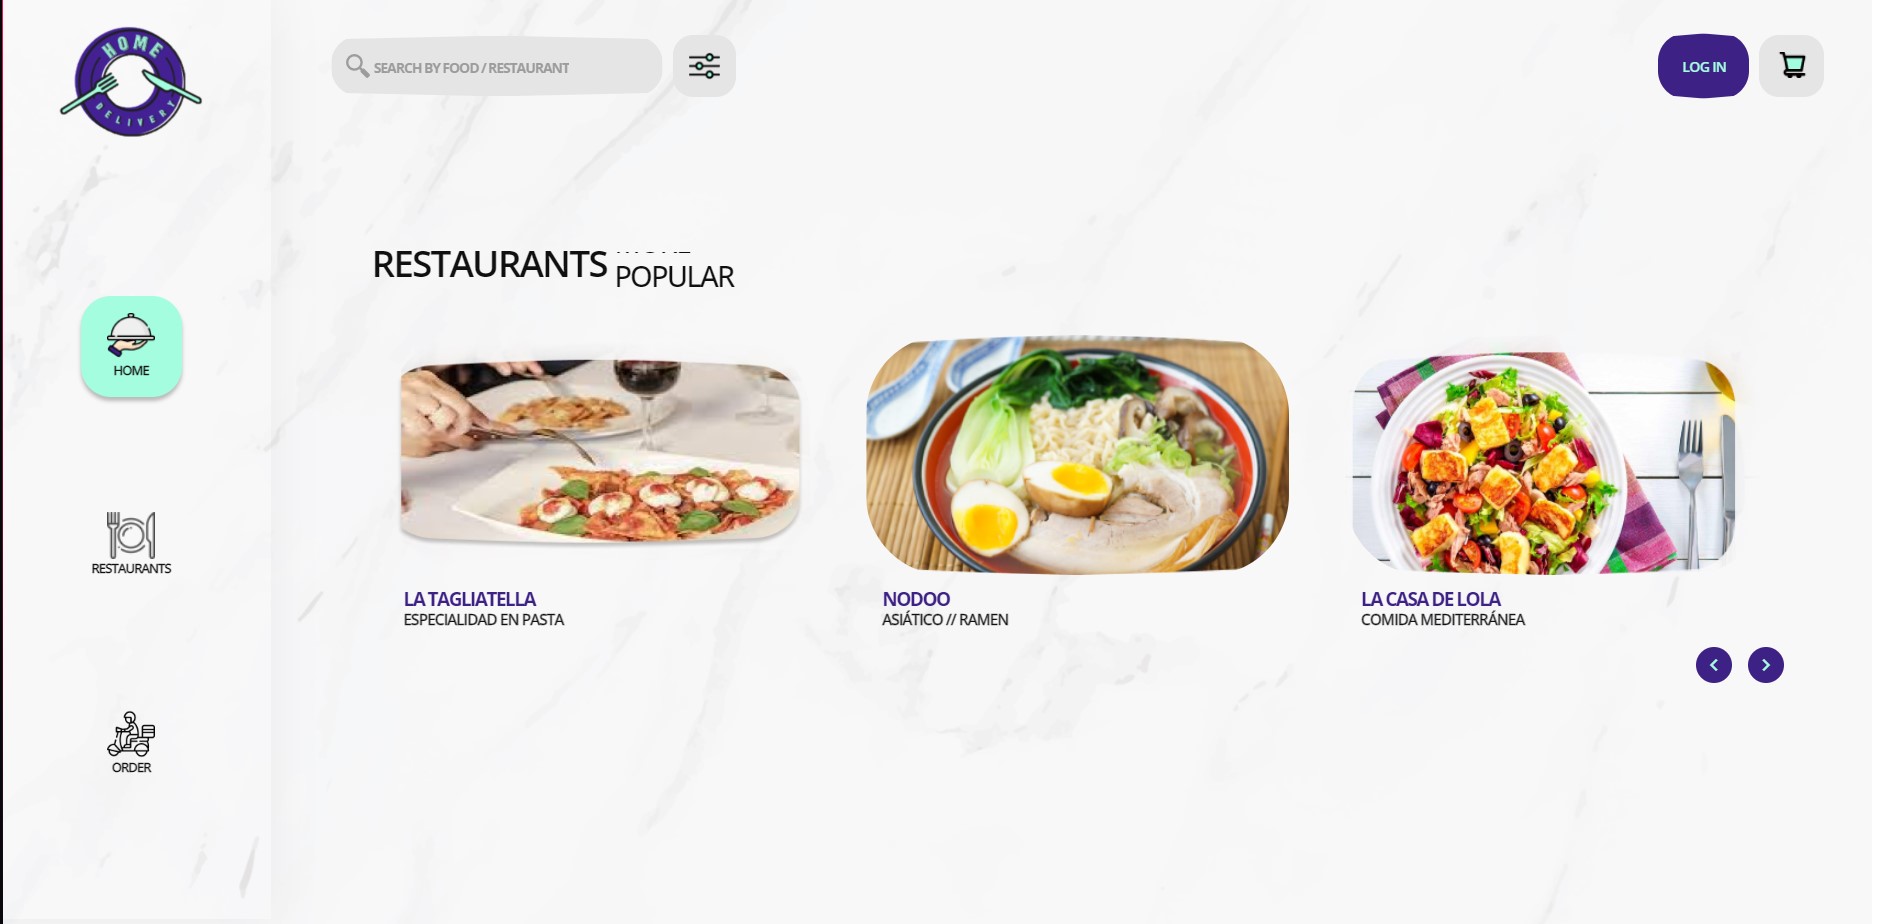 HOME
DELIVERY
SEARCH BY FOOD / RESTAURANT
LOG IN
RESTAURANTS
POPULAR
HOME
RESTAURANTS
ORDER
LA TAGLIATELLA
ESPECIALIDAD EN PASTA
NODOO
ASIÁTICO // RAMEN
LA CASA DE LOLA
COMIDA MEDITERRÁNEA